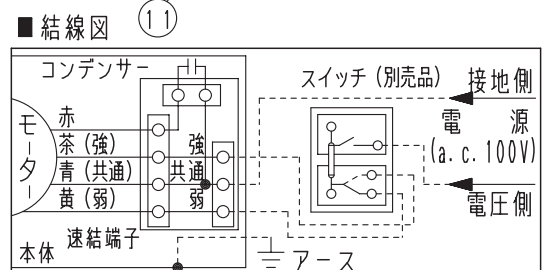 ■結線図 ⑪
コンデンサー
スイッチ(別売品)
接地側
モーター
赤
茶(強)
青(共通)
黄(弱)
強
共通
弱
電源
(a.c.100V)
電圧側
速結端子
本体
アース